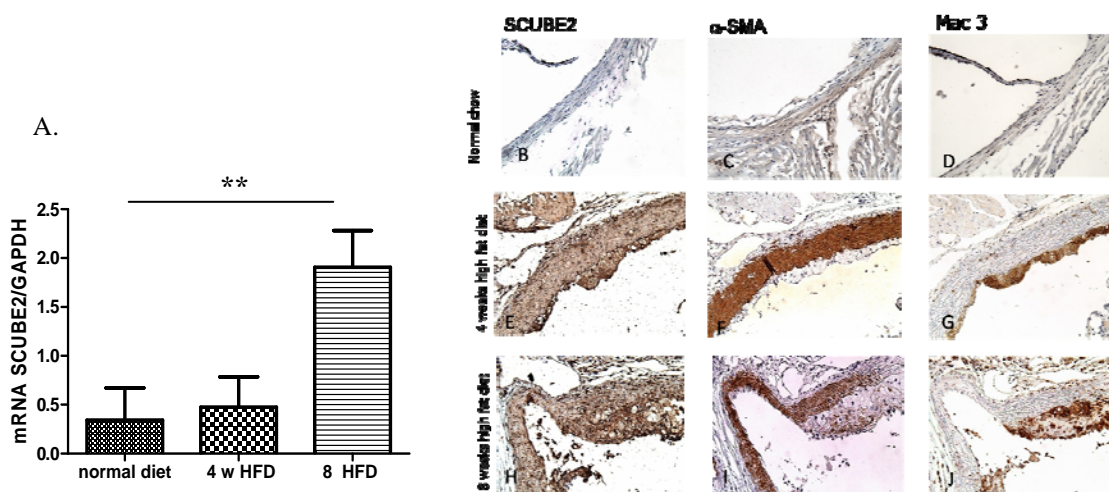 A.
**
mRNA SCUBE2/GAPDH
2.5
2.0
1.5
1.0
0.5
0.0
normal diet
4 w HFD
8 HFD
SCUBE2
α-SMA
Mac 3
Normal chow
B
C
D
4 weeks high fat diet
E
F
G
8 weeks high fat diet
H
I
J